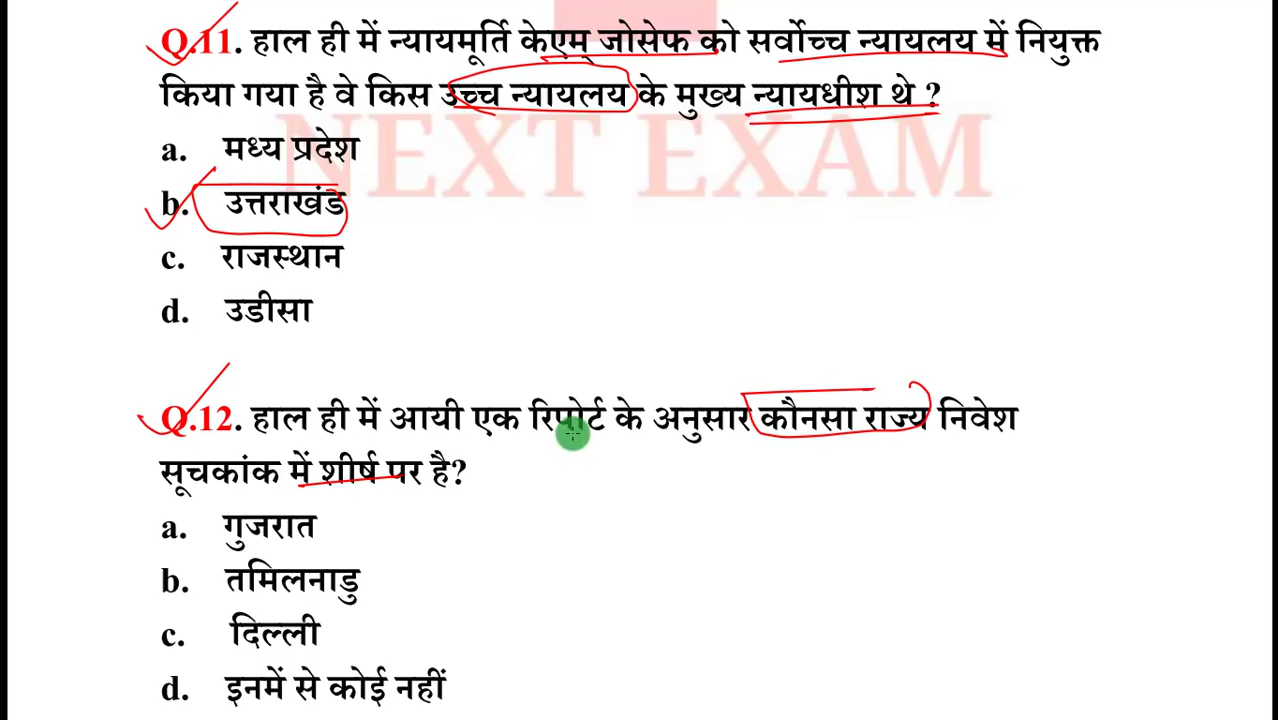 Q.11. हाल ही में न्यायमूर्ति केएम् जोसेफ को सर्वोच्च न्यायलय में नियुक्त
किया गया है वे किस उच्च न्यायलय के मुख्य न्यायधीश थे ?
NEXT EXAM
a. मध्य प्रदेश
b. उत्तराखंड
c. राजस्थान
d. उडीसा
Q.12. हाल ही में आयी एक रिपोर्ट के अनुसार कौनसा राज्य निवेश
सूचकांक में शीर्ष पर है?
a. गुजरात
b. तमिलनाडु
c. दिल्ली
d. इनमें से कोई नहीं